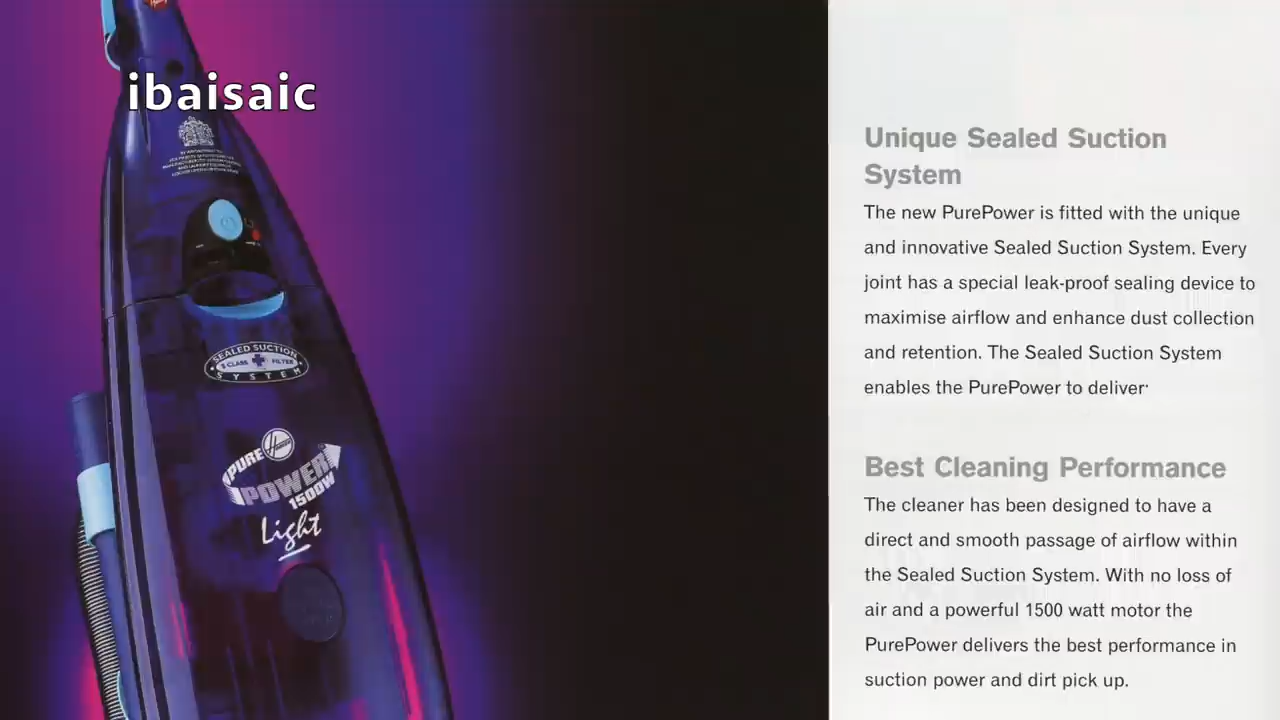 ibaisaic
SEALED SUCTION
S CLASS FILTER
SYSTEM
PURE
POWER
1500W
Light
Unique Sealed Suction
System
The new PurePower is fitted with the unique
and innovative Sealed Suction System. Every
joint has a special leak-proof sealing device to
maximise airflow and enhance dust collection
and retention. The Sealed Suction System
enables the PurePower to deliver·
Best Cleaning Performance
The cleaner has been designed to have a
direct and smooth passage of airflow within
the Sealed Suction System. With no loss of
air and a powerful 1500 watt motor the
PurePower delivers the best performance in
suction power and dirt pick up.